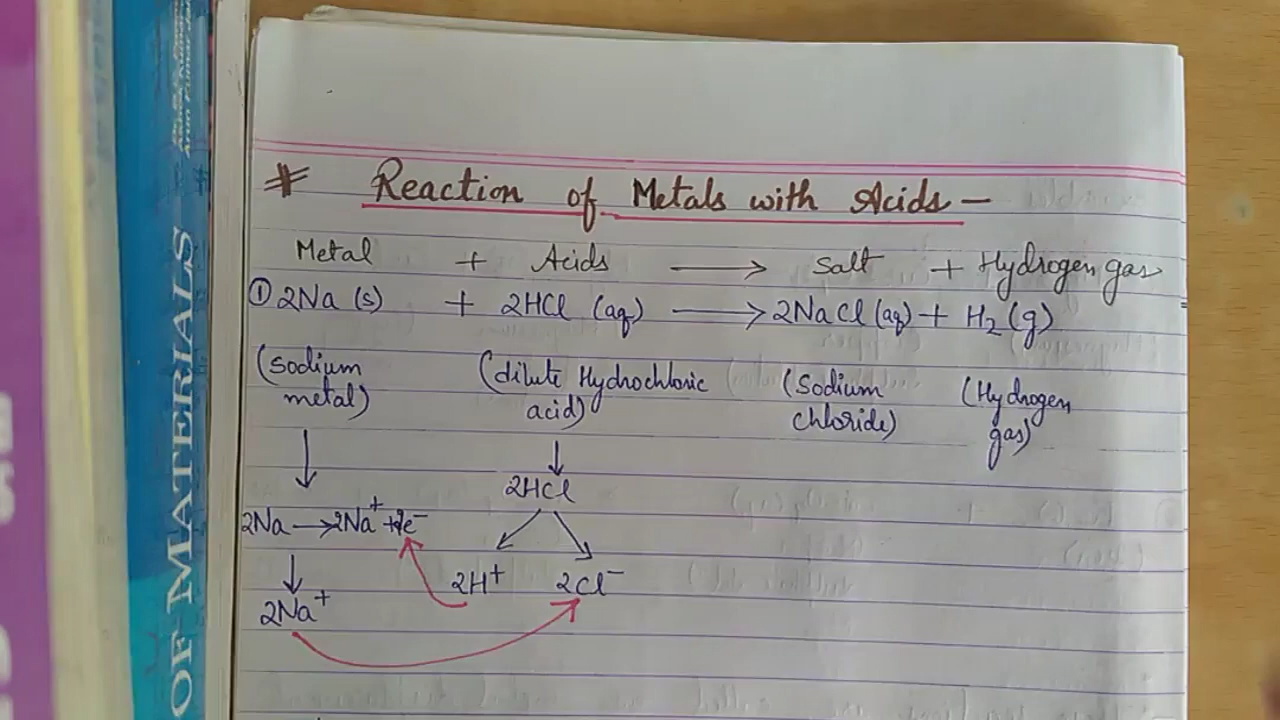 * Reaction of Metals with Acids —
Metal + Acids ⟶ Salt + Hydrogen gas
① 2Na (s) + 2HCl (aq) ⟶ 2NaCl (aq) + H₂ (g)
(sodium metal) (dilute Hydrochloric acid) (Sodium chloride) (Hydrogen gas)
↓ ↓
2HCl
2Na ⟶ 2Na⁺ + 2e⁻
↓ 2H⁺ 2Cl⁻
2Na⁺
OF MATERIALS